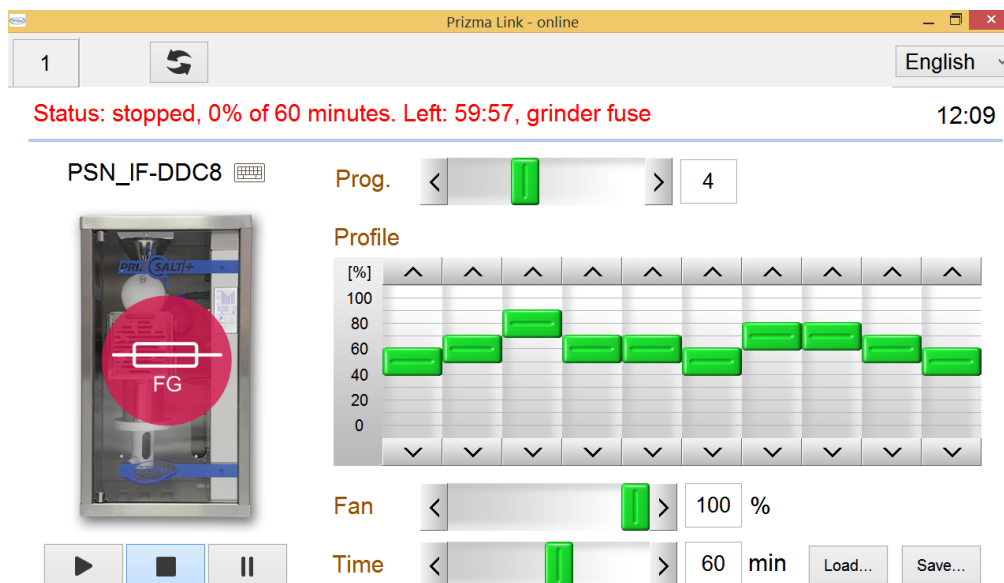 Prizma Link - online
1
English
Status: stopped, 0% of 60 minutes. Left: 59:57, grinder fuse
12:09
PSN_IF-DDC8
Prog.
4
Profile
[%]
100
80
60
40
20
0
SALT/+
FG
Fan
100 %
Time
60 min
Load...
Save...